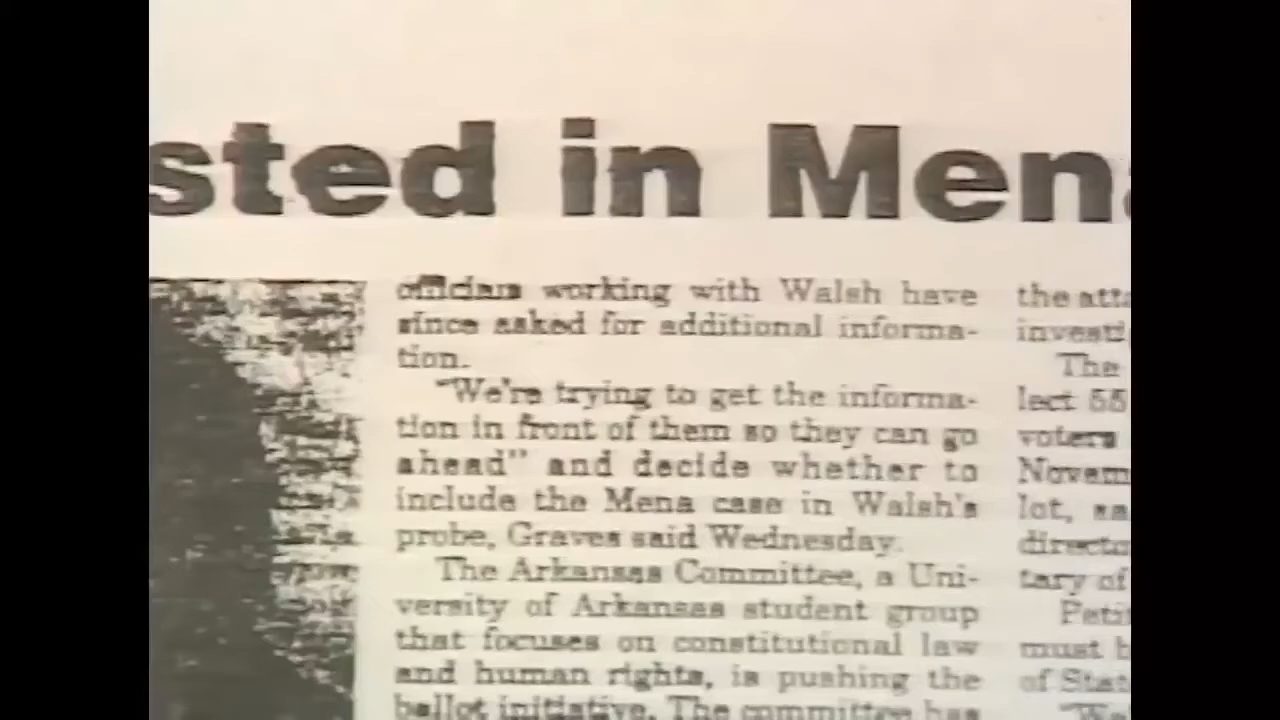 sted in Mena
officials working with Walsh have
since asked for additional informa-
tion.
"We're trying to get the informa-
tion in front of them so they can go
ahead" and decide whether to
include the Mena case in Walsh's
probe, Graves said Wednesday.
The Arkansas Committee, a Uni-
versity of Arkansas student group
that focuses on constitutional law
and human rights, is pushing the
ballot initiative. The committee has
the atto
investi
The
lect 55
voters
Novem
lot, sa
directo
tary of
Petit
must b
of Stat
"We